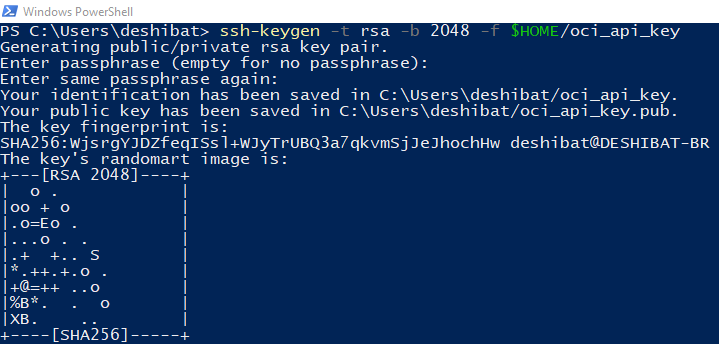 Windows PowerShell
PS C:\Users\deshibat> ssh-keygen -t rsa -b 2048 -f $HOME/oci_api_key
Generating public/private rsa key pair.
Enter passphrase (empty for no passphrase):
Enter same passphrase again:
Your identification has been saved in C:\Users\deshibat/oci_api_key.
Your public key has been saved in C:\Users\deshibat/oci_api_key.pub.
The key fingerprint is:
SHA256:WjsrgYJDZfeqISsl+WJyTrUBQ3a7qkvmSjJeJhochHw deshibat@DESHIBAT-BR
The key's randomart image is:
+---[RSA 2048]----+
|  o .            |
|oo + o           |
|.o=Eo .          |
|...o . .         |
|.+  +.. S        |
|*.++.+.o .       |
|+@=++ ..o        |
|%B*.  .  o       |
|XB.    ..        |
+----[SHA256]-----+